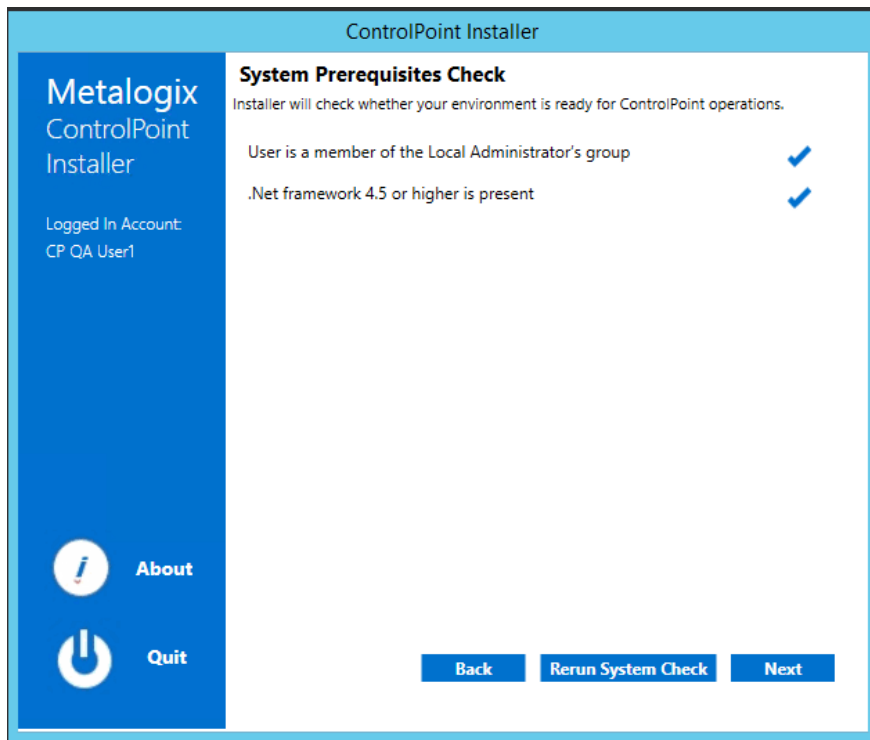 ControlPoint Installer
Metalogix
ControlPoint
Installer
Logged In Account:
CP QA User1
About
Quit
System Prerequisites Check
Installer will check whether your environment is ready for ControlPoint operations.
User is a member of the Local Administrator's group
.Net framework 4.5 or higher is present
Back
Rerun System Check
Next